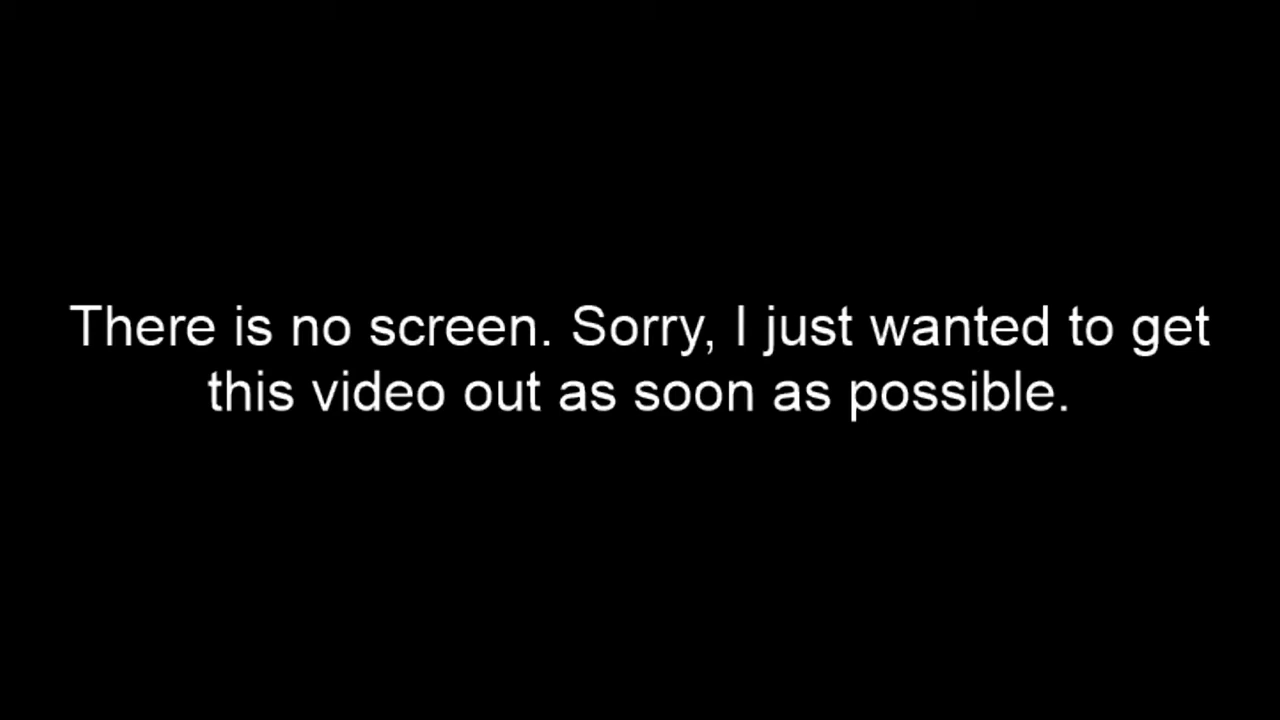 There is no screen. Sorry, I just wanted to get
this video out as soon as possible.